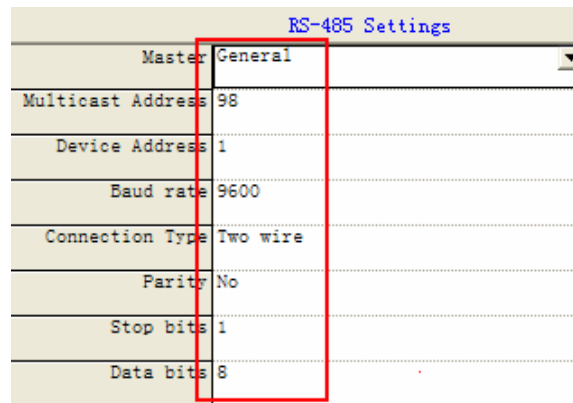 RS-485 Settings
Master General
Multicast Address 98
Device Address 1
Baud rate 9600
Connection Type Two wire
Parity No
Stop bits 1
Data bits 8